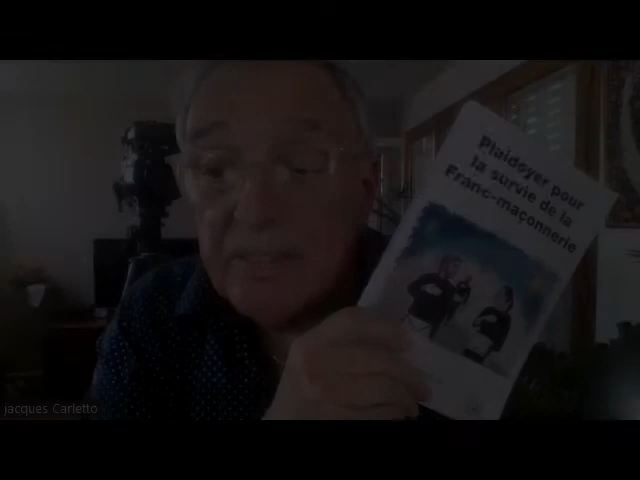 Plaidoyer pour
la survie de la
Franc-maçonnerie
jacques Carletto